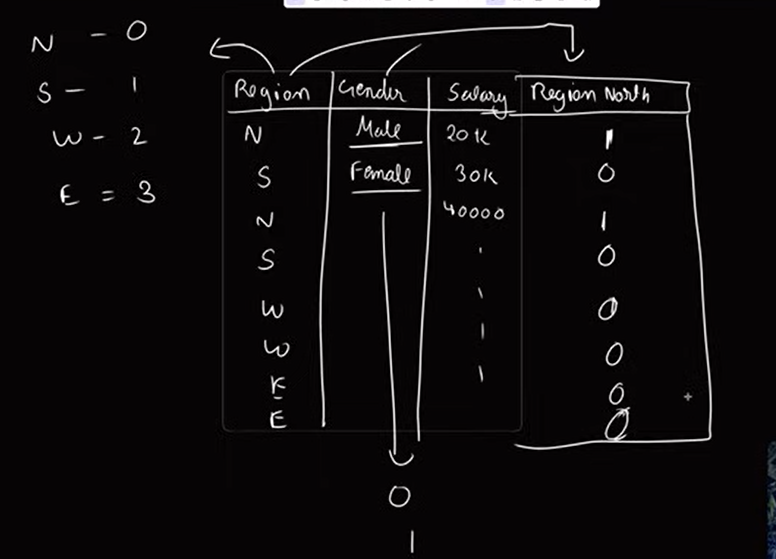 N - 0
S - 1
W - 2
E = 3
Region Gender Salary Region North
N Male 20K 1
S Female 30K 0
N 40000 1
S 0
W 0
W 0
E 0
E 0
0
1